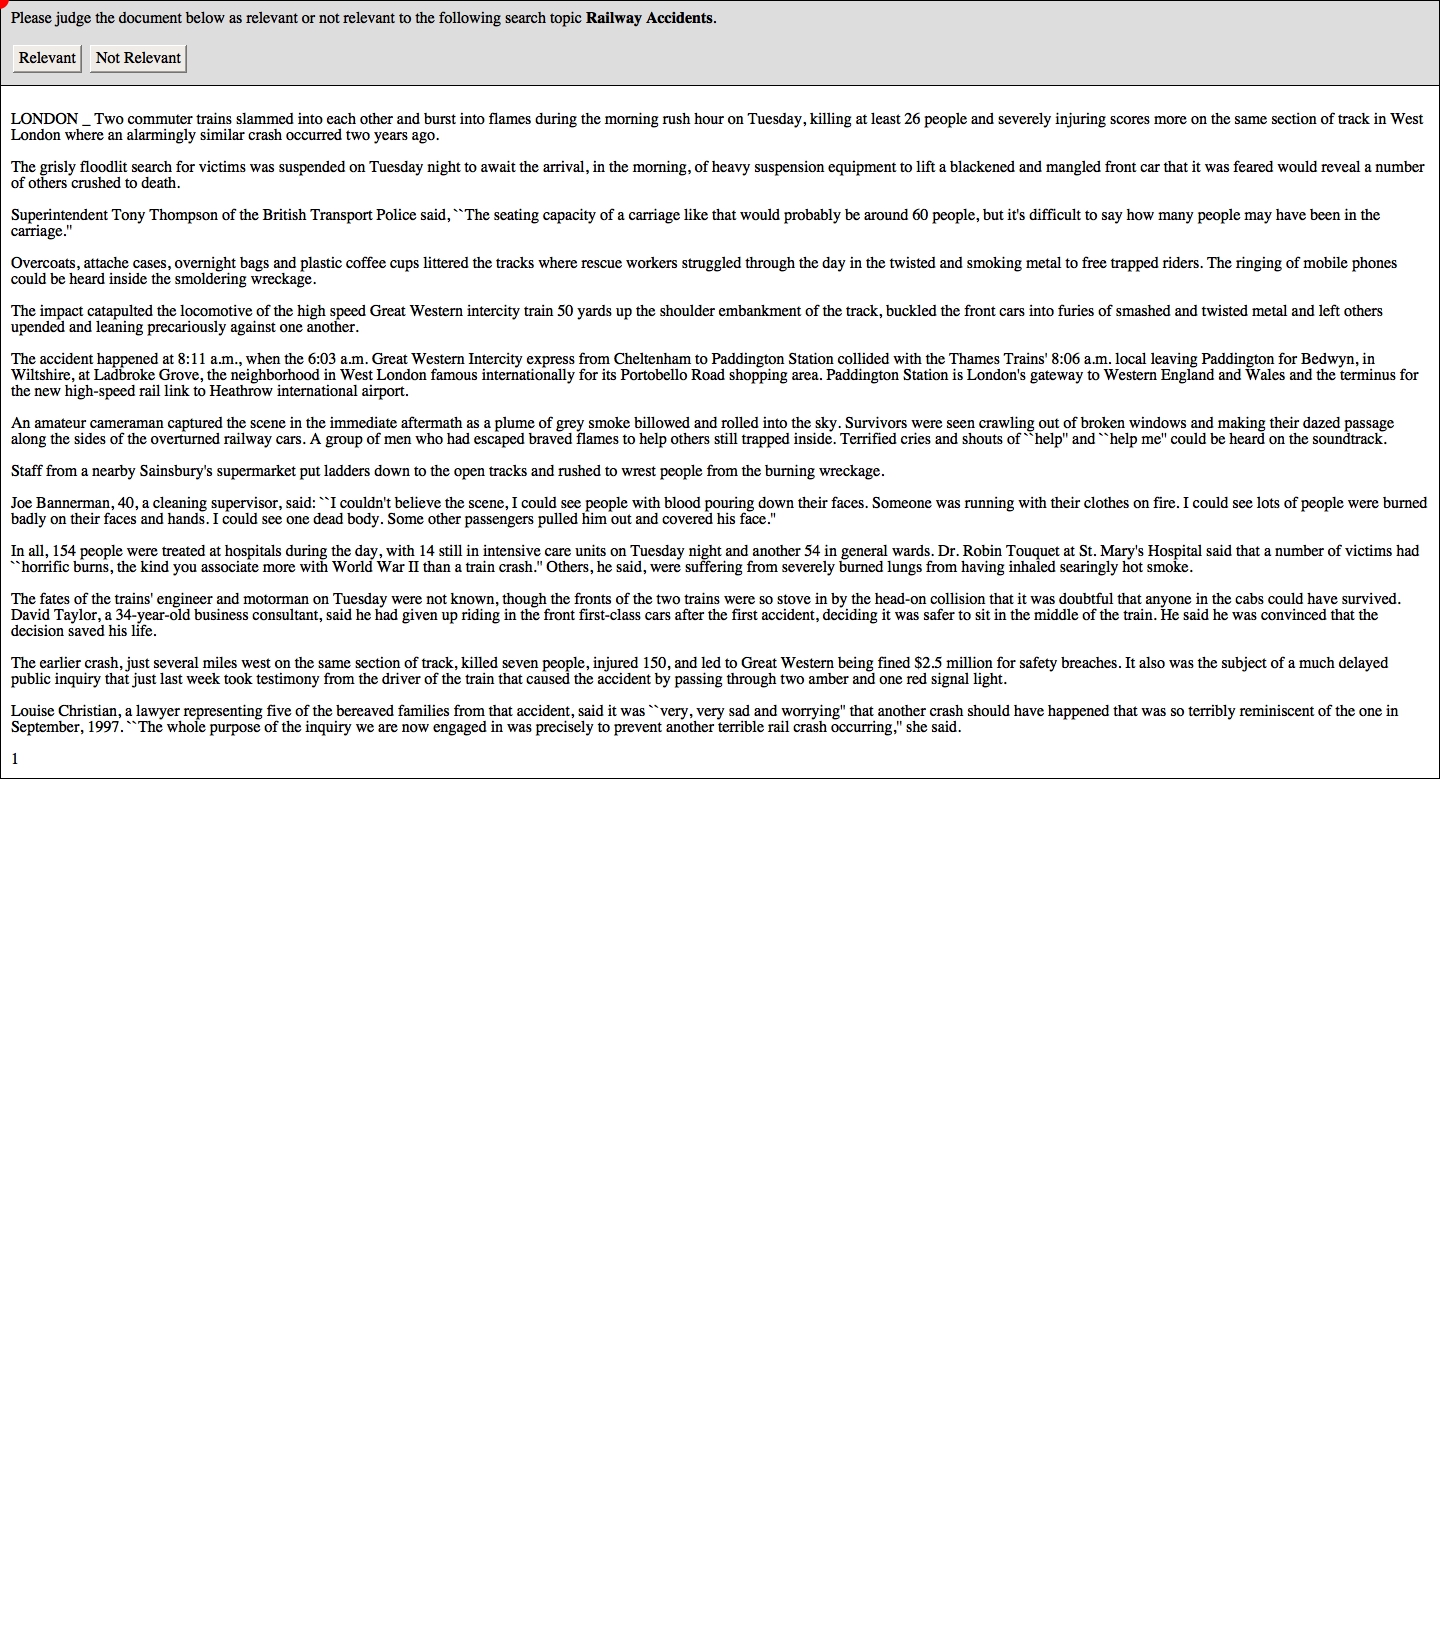 Please judge the document below as relevant or not relevant to the following search topic Railway Accidents.
Relevant Not Relevant
LONDON _ Two commuter trains slammed into each other and burst into flames during the morning rush hour on Tuesday, killing at least 26 people and severely injuring scores more on the same section of track in West
London where an alarmingly similar crash occurred two years ago.
The grisly floodlit search for victims was suspended on Tuesday night to await the arrival, in the morning, of heavy suspension equipment to lift a blackened and mangled front car that it was feared would reveal a number
of others crushed to death.
Superintendent Tony Thompson of the British Transport Police said, ``The seating capacity of a carriage like that would probably be around 60 people, but it's difficult to say how many people may have been in the
carriage.''
Overcoats, attache cases, overnight bags and plastic coffee cups littered the tracks where rescue workers struggled through the day in the twisted and smoking metal to free trapped riders. The ringing of mobile phones
could be heard inside the smoldering wreckage.
The impact catapulted the locomotive of the high speed Great Western intercity train 50 yards up the shoulder embankment of the track, buckled the front cars into furies of smashed and twisted metal and left others
upended and leaning precariously against one another.
The accident happened at 8:11 a.m., when the 6:03 a.m. Great Western Intercity express from Cheltenham to Paddington Station collided with the Thames Trains' 8:06 a.m. local leaving Paddington for Bedwyn, in
Wiltshire, at Ladbroke Grove, the neighborhood in West London famous internationally for its Portobello Road shopping area. Paddington Station is London's gateway to Western England and Wales and the terminus for
the new high-speed rail link to Heathrow international airport.
An amateur cameraman captured the scene in the immediate aftermath as a plume of grey smoke billowed and rolled into the sky. Survivors were seen crawling out of broken windows and making their dazed passage
along the sides of the overturned railway cars. A group of men who had escaped braved flames to help others still trapped inside. Terrified cries and shouts of ``help'' and ``help me'' could be heard on the soundtrack.
Staff from a nearby Sainsbury's supermarket put ladders down to the open tracks and rushed to wrest people from the burning wreckage.
Joe Bannerman, 40, a cleaning supervisor, said: ``I couldn't believe the scene, I could see people with blood pouring down their faces. Someone was running with their clothes on fire. I could see lots of people were burned
badly on their faces and hands. I could see one dead body. Some other passengers pulled him out and covered his face.''
In all, 154 people were treated at hospitals during the day, with 14 still in intensive care units on Tuesday night and another 54 in general wards. Dr. Robin Touquet at St. Mary's Hospital said that a number of victims had
``horrific burns, the kind you associate more with World War II than a train crash.'' Others, he said, were suffering from severely burned lungs from having inhaled searingly hot smoke.
The fates of the trains' engineer and motorman on Tuesday were not known, though the fronts of the two trains were so stove in by the head-on collision that it was doubtful that anyone in the cabs could have survived.
David Taylor, a 34-year-old business consultant, said he had given up riding in the front first-class cars after the first accident, deciding it was safer to sit in the middle of the train. He said he was convinced that the
decision saved his life.
The earlier crash, just several miles west on the same section of track, killed seven people, injured 150, and led to Great Western being fined $2.5 million for safety breaches. It also was the subject of a much delayed
public inquiry that just last week took testimony from the driver of the train that caused the accident by passing through two amber and one red signal light.
Louise Christian, a lawyer representing five of the bereaved families from that accident, said it was ``very, very sad and worrying'' that another crash should have happened that was so terribly reminiscent of the one in
September, 1997. ``The whole purpose of the inquiry we are now engaged in was precisely to prevent another terrible rail crash occurring,'' she said.
1